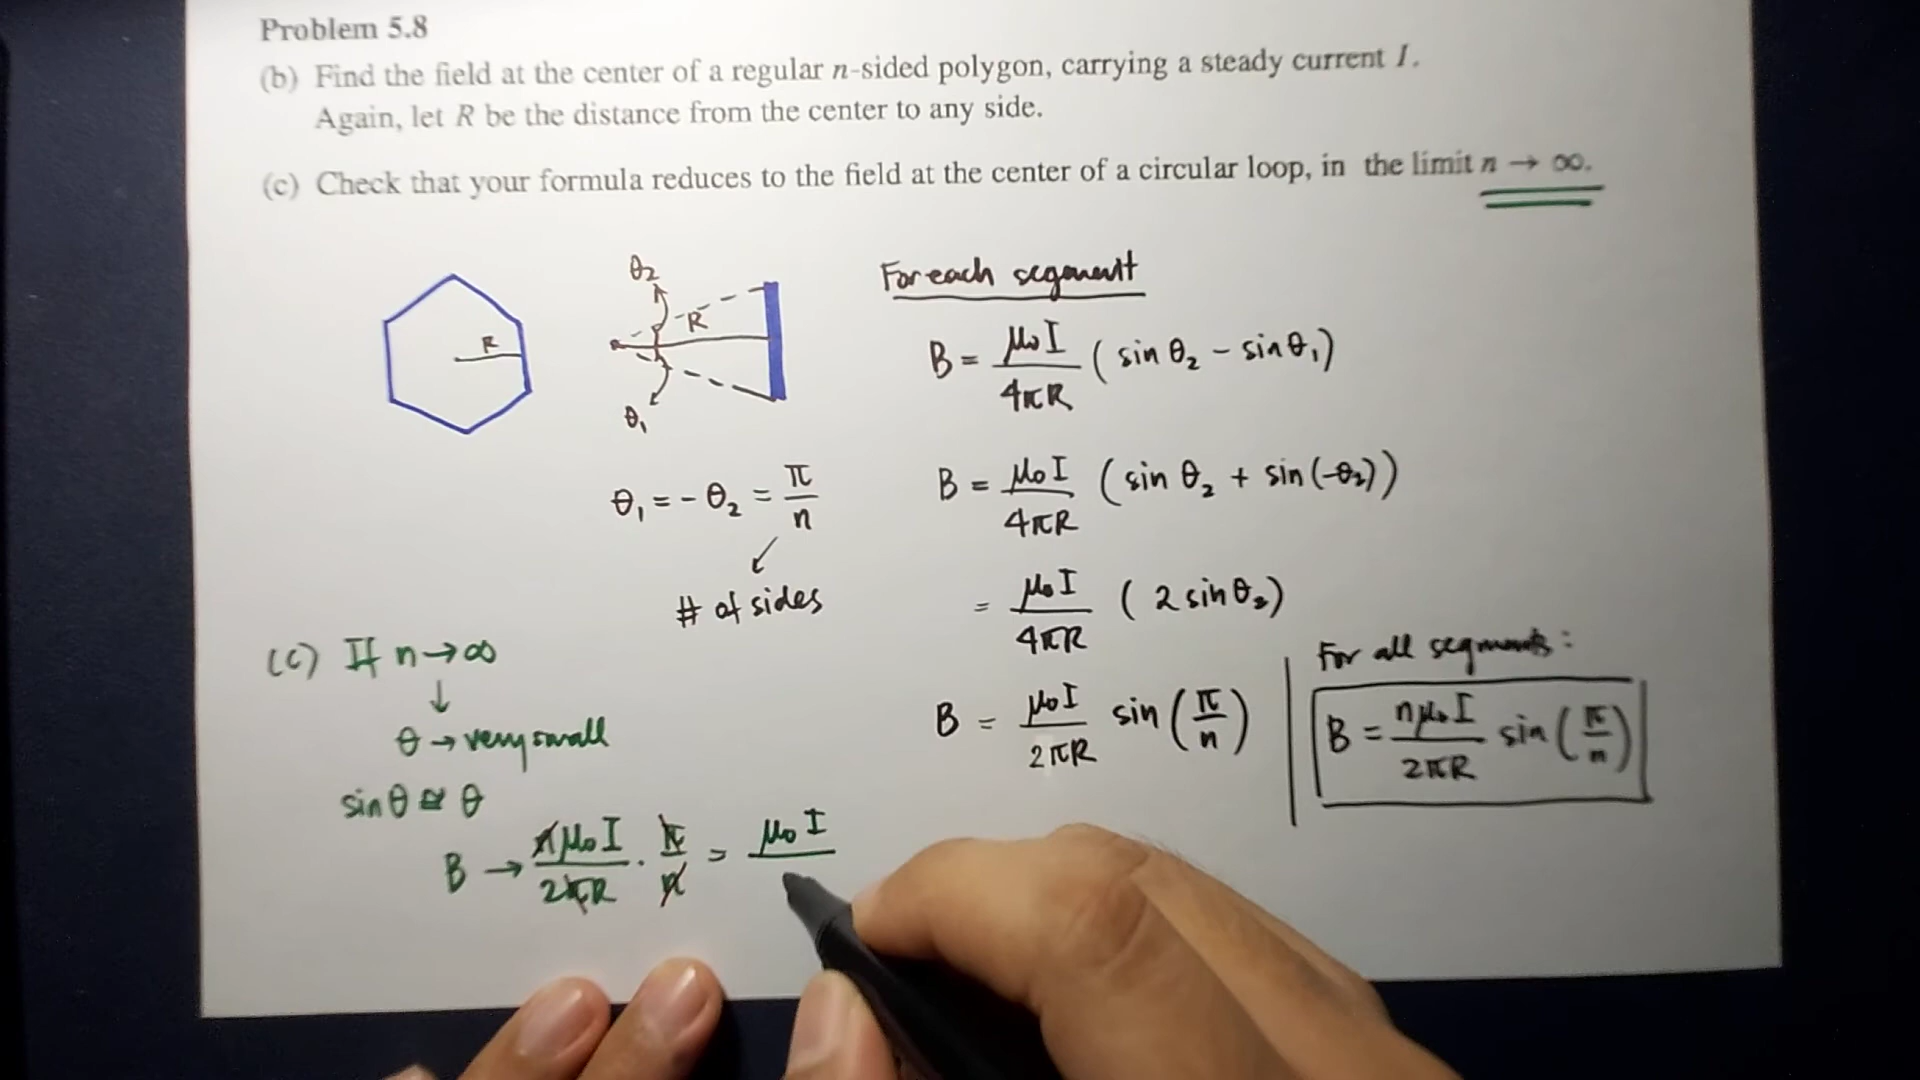 Problem 5.8
(b) Find the field at the center of a regular n-sided polygon, carrying a steady current I.
Again, let R be the distance from the center to any side.
(c) Check that your formula reduces to the field at the center of a circular loop, in the limit n → ∞.
R
θ₂
R
θ₁
θ₁ = - θ₂ = π/n
# of sides
For each segment
B = μ₀I/4πR ( sin θ₂ - sin θ₁)
B = μ₀I/4πR (sin θ₂ + sin(-θ₂))
= μ₀I/4πR ( 2 sin θ₂)
B = μ₀I/2πR sin (π/n)
For all segments:
B = nμ₀I/2πR sin (π/n)
(c) If n → ∞
↓
θ → very small
sin θ ≅ θ
B → nμ₀I/2πR · π/n = μ₀I